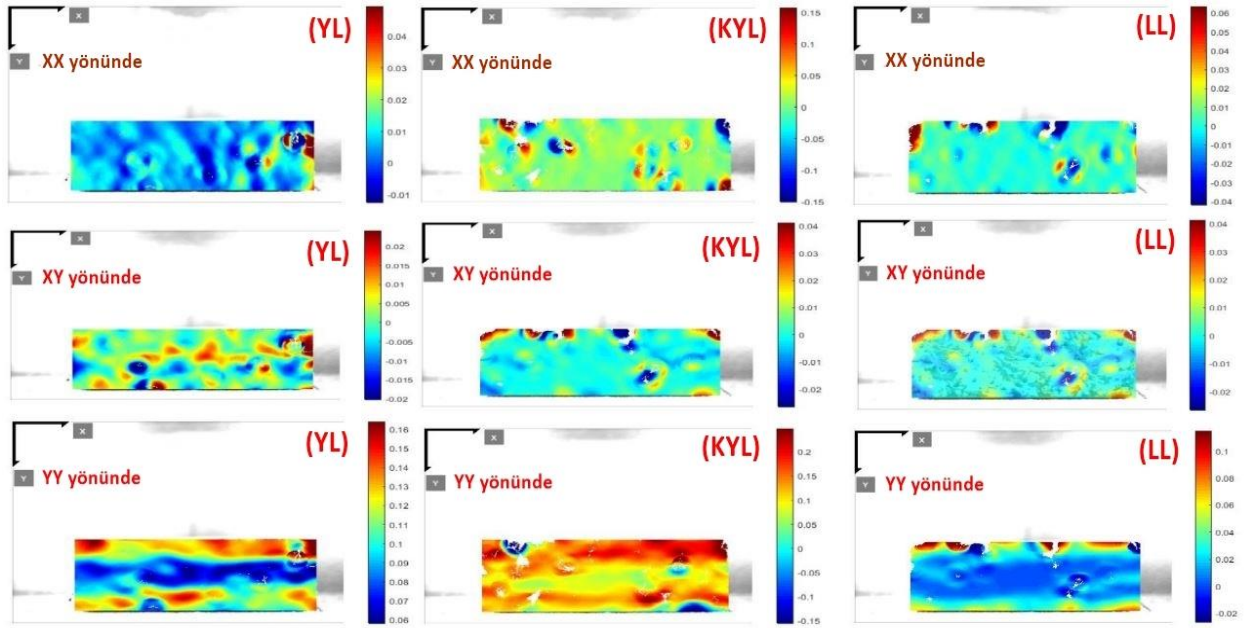 X
(YL)
Y XX yönünde
0.04
0.03
0.02
0.01
0
-0.01
X
(KYL)
Y XX yönünde
0.15
0.1
0.05
0
-0.05
-0.1
-0.15
X
(LL)
Y XX yönünde
0.06
0.05
0.04
0.03
0.02
0.01
0
-0.01
-0.02
-0.03
-0.04
X
(YL)
Y XY yönünde
0.02
0.015
0.01
0.005
0
-0.005
-0.01
-0.015
-0.02
X
(KYL)
Y XY yönünde
0.04
0.03
0.02
0.01
0
-0.01
-0.02
X
(LL)
Y XY yönünde
0.04
0.03
0.02
0.01
0
-0.01
-0.02
X
(YL)
Y YY yönünde
0.16
0.15
0.14
0.13
0.12
0.11
0.1
0.09
0.08
0.07
0.06
X
(KYL)
Y YY yönünde
0.2
0.15
0.1
0.05
0
-0.05
-0.1
-0.15
X
(LL)
Y YY yönünde
0.1
0.08
0.06
0.04
0.02
0
-0.02